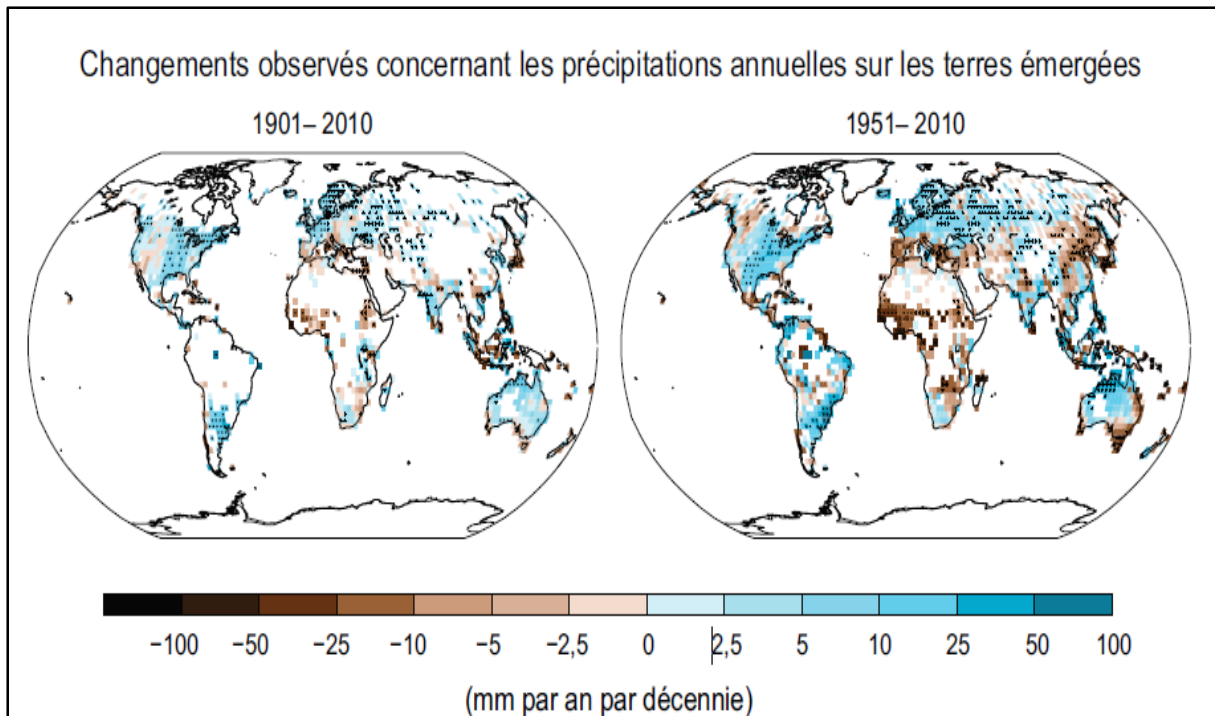 Changements observés concernant les précipitations annuelles sur les terres émergées
1901– 2010
1951– 2010
−100 −50 −25 −10 −5 −2,5 0 2,5 5 10 25 50 100
(mm par an par décennie)